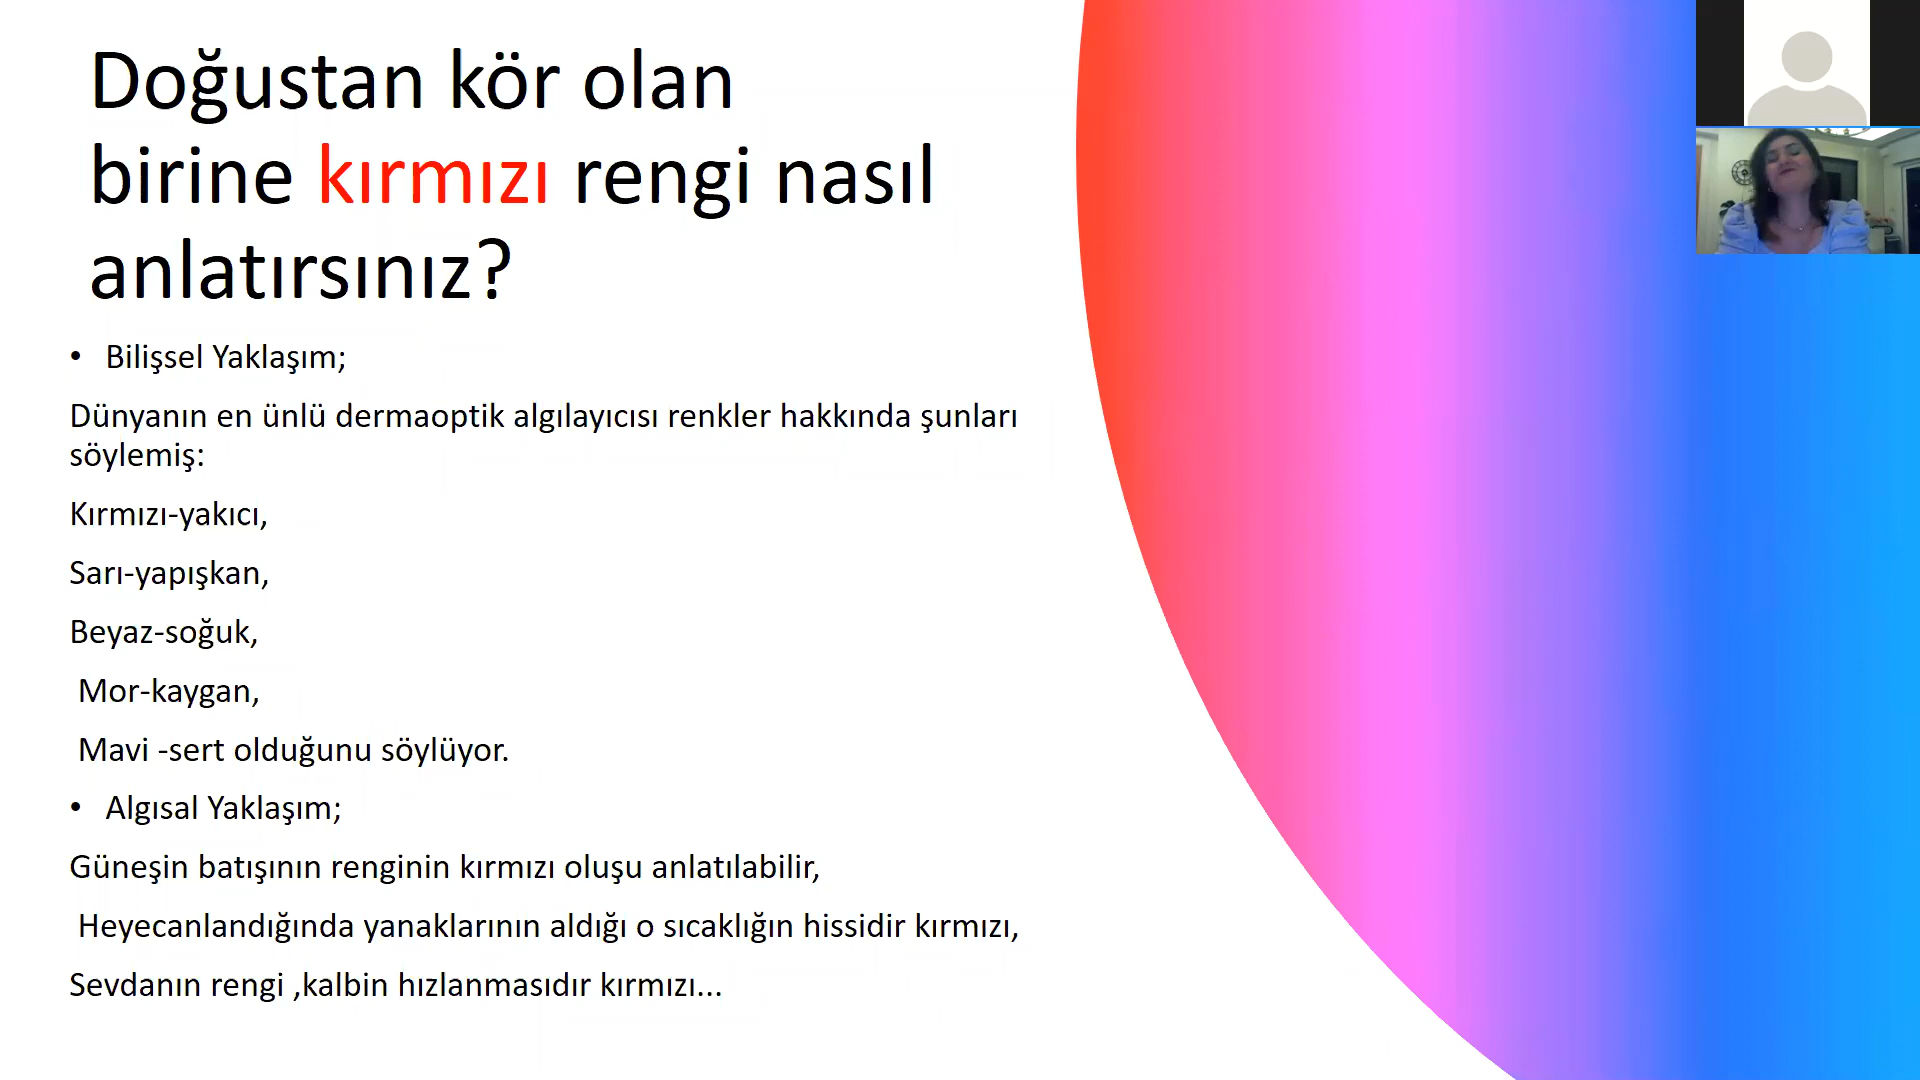 Doğustan kör olan
birine kırmızı rengi nasıl
anlatırsınız?
• Bilişsel Yaklaşım;
Dünyanın en ünlü dermaoptik algılayıcısı renkler hakkında şunları
söylemiş:
Kırmızı-yakıcı,
Sarı-yapışkan,
Beyaz-soğuk,
Mor-kaygan,
Mavi -sert olduğunu söylüyor.
• Algısal Yaklaşım;
Güneşin batışının renginin kırmızı oluşu anlatılabilir,
Heyecanlandığında yanaklarının aldığı o sıcaklığın hissidir kırmızı,
Sevdanın rengi ,kalbin hızlanmasıdır kırmızı...